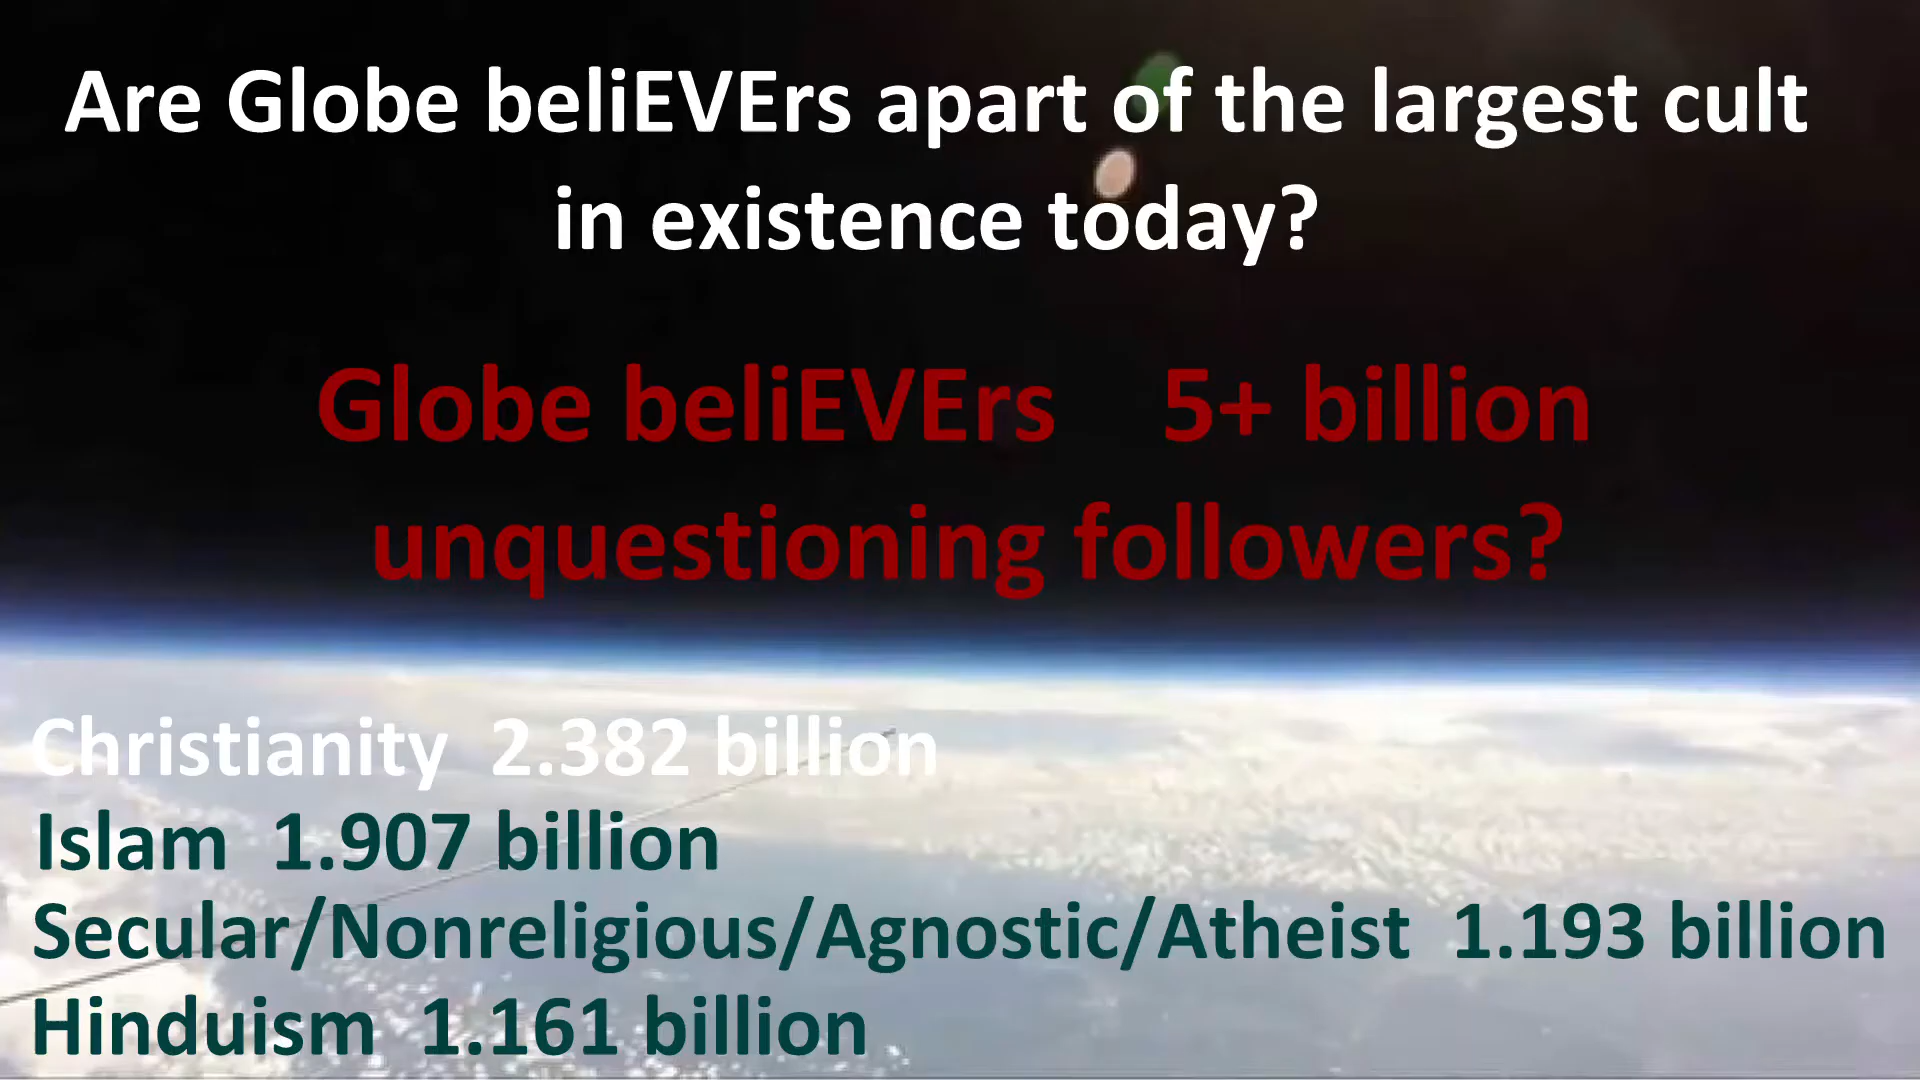 Are Globe beliEVErs apart of the largest cult
in existence today?
Globe beliEVErs 5+ billion
unquestioning followers?
Christianity 2.382 billion
Islam 1.907 billion
Secular/Nonreligious/Agnostic/Atheist 1.193 billion
Hinduism 1.161 billion